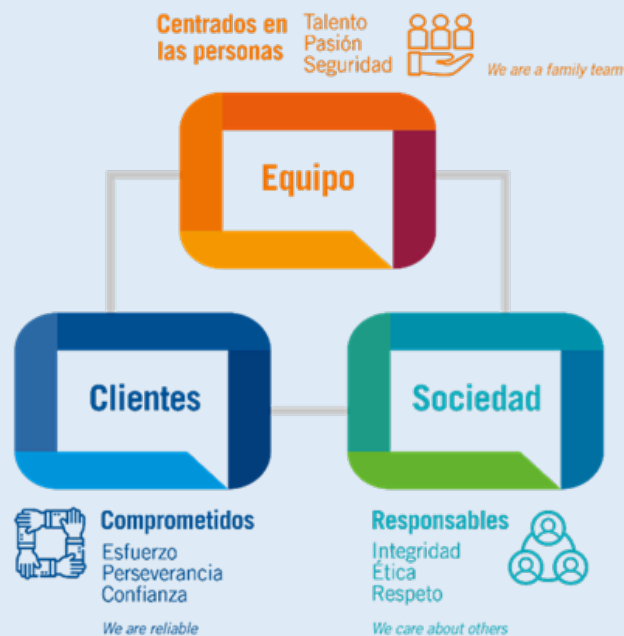 Centrados en
las personas
Talento
Pasión
Seguridad
We are a family team
Equipo
Clientes
Sociedad
Comprometidos
Esfuerzo
Perseverancia
Confianza
We are reliable
Responsables
Integridad
Ética
Respeto
We care about others